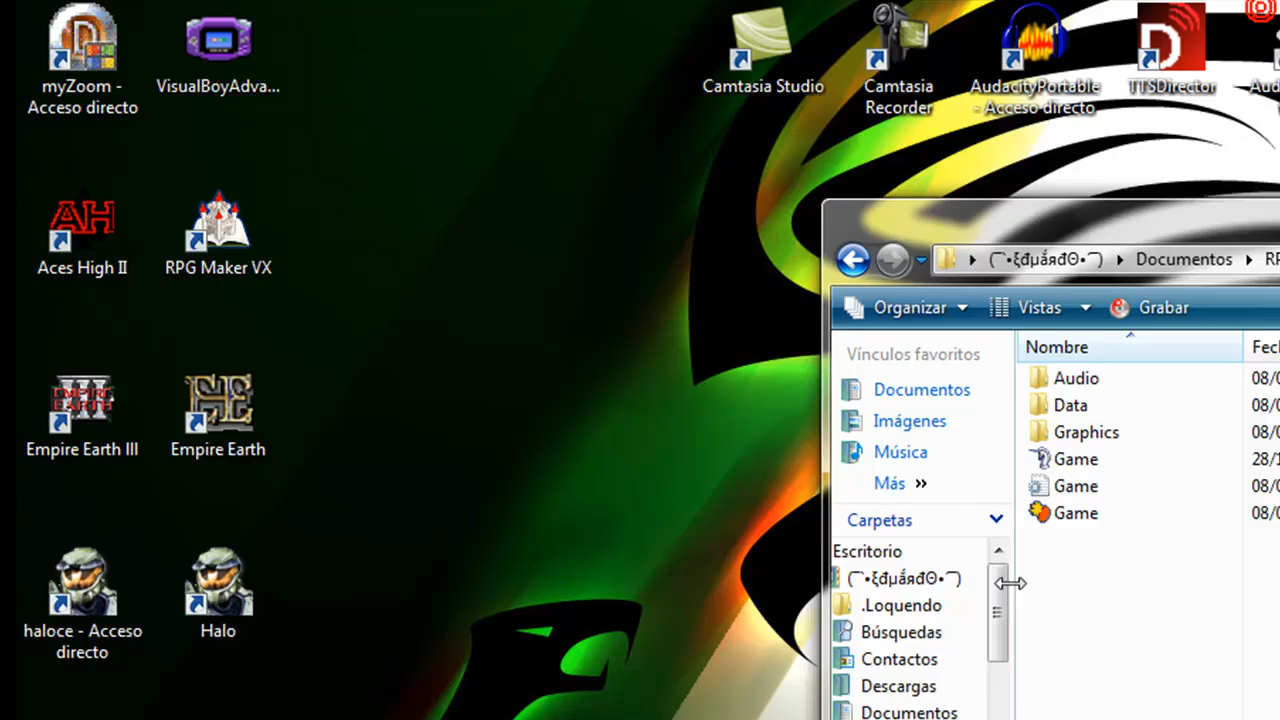 myZoom -
Acceso directo
VisualBoyAdva...
Camtasia Studio
Camtasia
Recorder
AudacityPortable
- Acceso directo
TTSDirector
Aud
Aces High II
RPG Maker VX
Empire Earth III
Empire Earth
haloce - Acceso
directo
Halo
Documentos
Organizar
Vistas
Grabar
Vínculos favoritos
Documentos
Imágenes
Música
Más »
Carpetas
Escritorio
.Loquendo
Búsquedas
Contactos
Descargas
Documentos
Nombre
Audio
Data
Graphics
Game
Game
Game